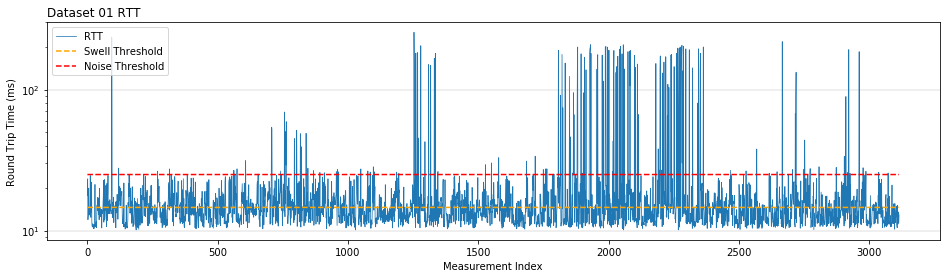 Dataset 01 RTT
RTT
Swell Threshold
Noise Threshold
Round Trip Time (ms)
10²
10¹
0 500 1000 1500 2000 2500 3000
Measurement Index